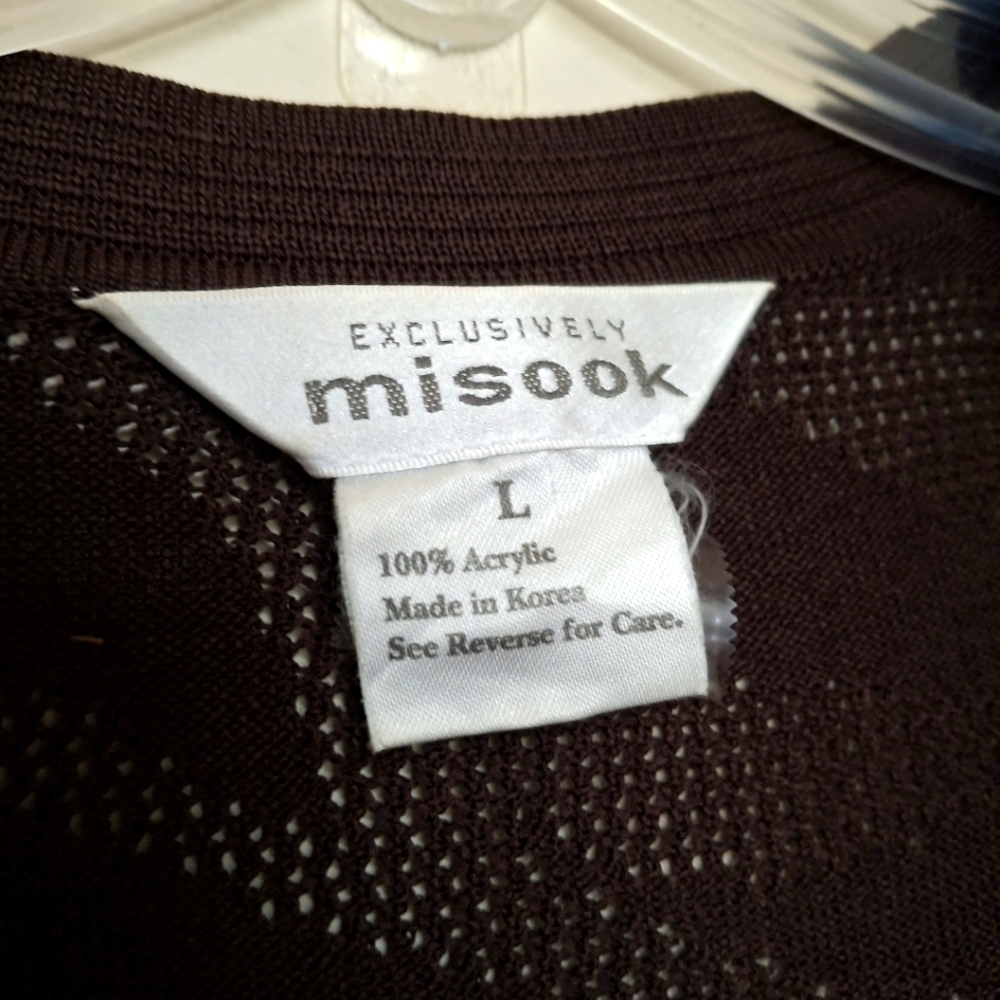 EXCLUSIVELY
misook
L
100% Acrylic
Made in Korea
See Reverse for Care.